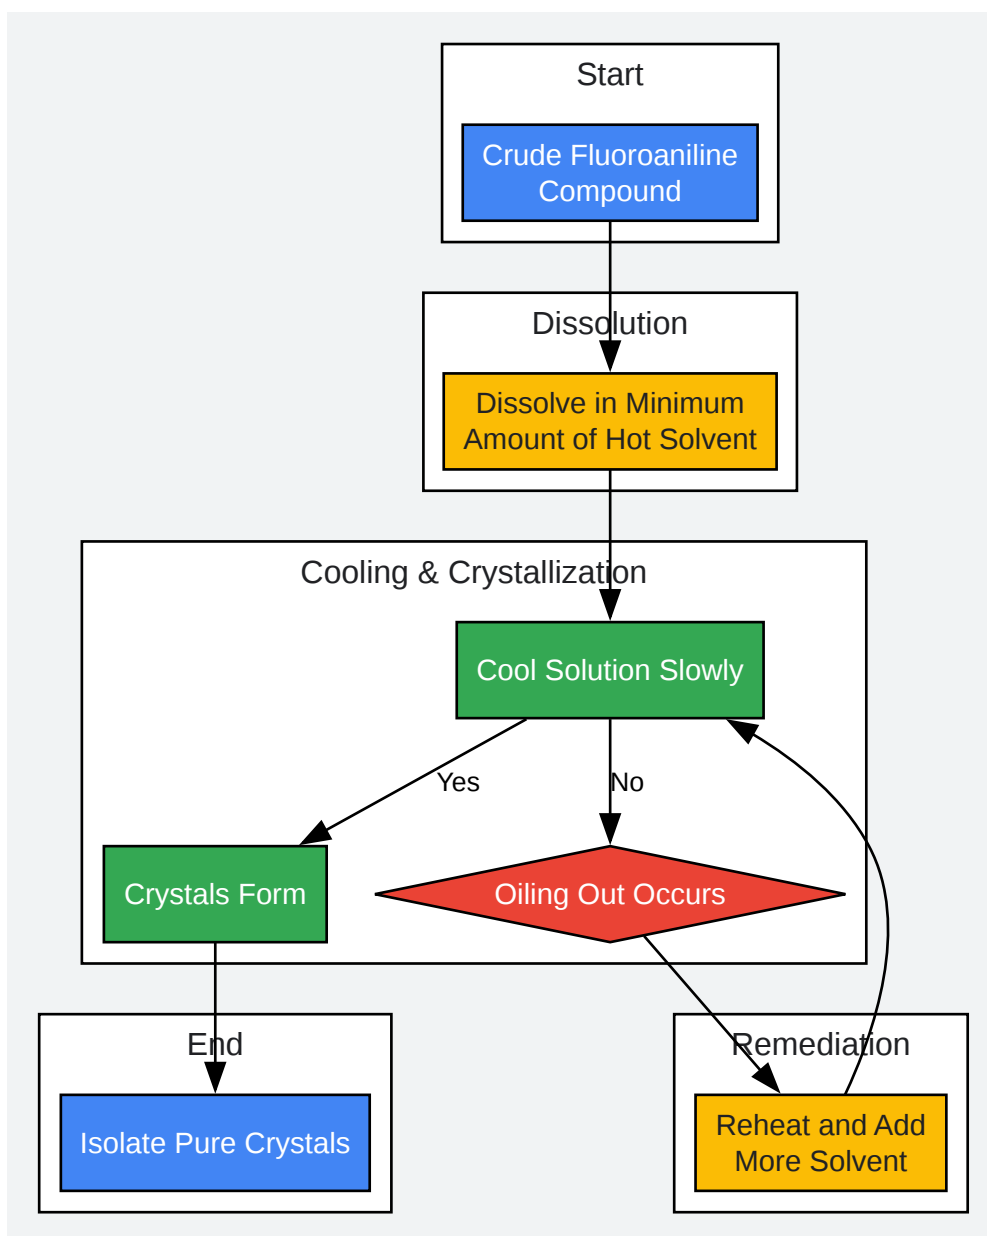 Start
Crude Fluoroaniline
Compound
Dissolution
Dissolve in Minimum
Amount of Hot Solvent
Cooling & Crystallization
Cool Solution Slowly
Yes
No
Crystals Form
Oiling Out Occurs
End
Isolate Pure Crystals
Remediation
Reheat and Add
More Solvent